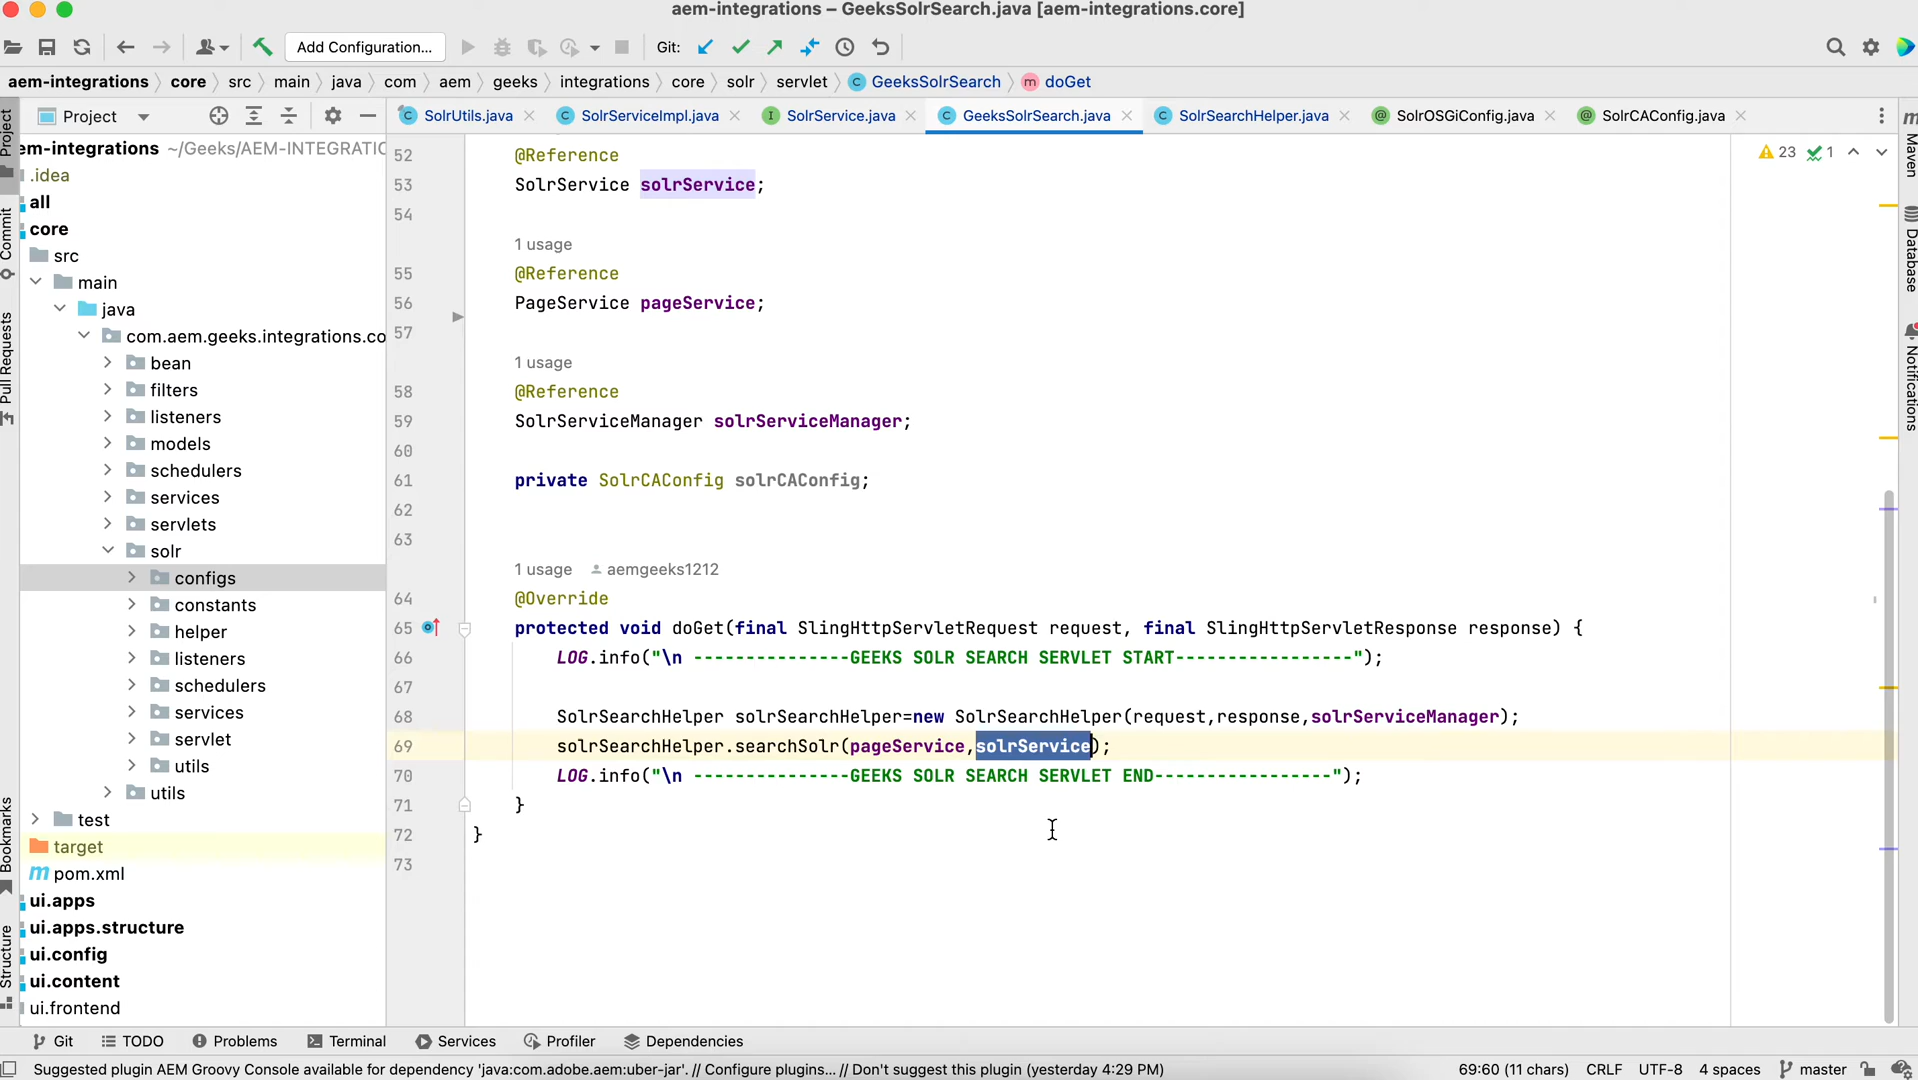 aem-integrations – GeeksSolrSearch.java [aem-integrations.core]
Add Configuration...
Git:
aem-integrations
core
src
main
java
com
aem
geeks
integrations
core
solr
servlet
GeeksSolrSearch
doGet
Project
SolrUtils.java
SolrServiceImpl.java
SolrService.java
GeeksSolrSearch.java
SolrSearchHelper.java
SolrOSGiConfig.java
SolrCAConfig.java
Project
Commit
Pull Requests
Bookmarks
Structure
em-integrations ~/Geeks/AEM-INTEGRATIC
.idea
all
core
src
main
java
com.aem.geeks.integrations.co
bean
filters
listeners
models
schedulers
services
servlets
solr
configs
constants
helper
listeners
schedulers
services
servlet
utils
utils
test
target
pom.xml
ui.apps
ui.apps.structure
ui.config
ui.content
ui.frontend
23 1
52 @Reference
53 SolrService solrService;
54
1 usage
55 @Reference
56 PageService pageService;
57
1 usage
58 @Reference
59 SolrServiceManager solrServiceManager;
60
61 private SolrCAConfig solrCAConfig;
62
63
1 usage aemgeeks1212
64 @Override
65 protected void doGet(final SlingHttpServletRequest request, final SlingHttpServletResponse response) {
66 LOG.info("\n ---------------GEEKS SOLR SEARCH SERVLET START-----------------");
67
68 SolrSearchHelper solrSearchHelper=new SolrSearchHelper(request,response,solrServiceManager);
69 solrSearchHelper.searchSolr(pageService,solrService);
70 LOG.info("\n ---------------GEEKS SOLR SEARCH SERVLET END-----------------");
71 }
72 }
73
Maven
Database
Notifications
Git
TODO
Problems
Terminal
Services
Profiler
Dependencies
Suggested plugin AEM Groovy Console available for dependency 'java:com.adobe.aem:uber-jar'. // Configure plugins... // Don't suggest this plugin (yesterday 4:29 PM)
69:60 (11 chars)
CRLF
UTF-8
4 spaces
master